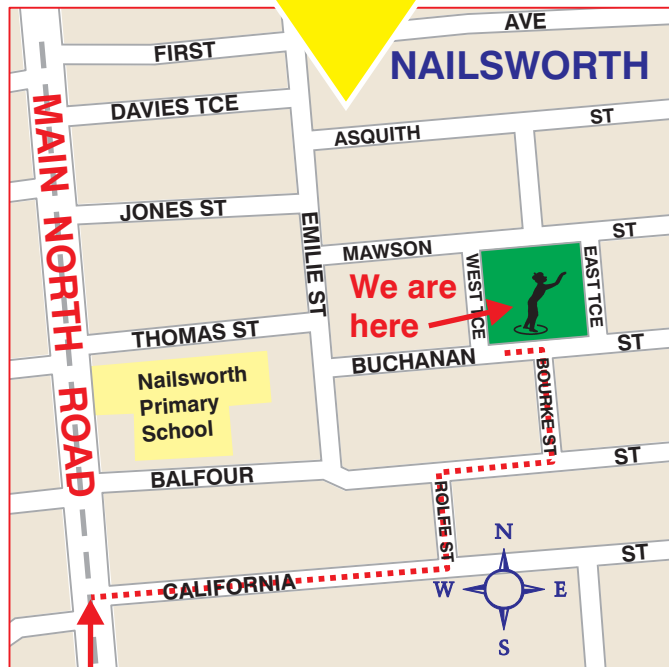 AVE
FIRST
NAILSWORTH
DAVIES TCE
MAIN NORTH ROAD
ASQUITH ST
JONES ST
EMILIE ST
MAWSON ST
WEST TCE
EAST TCE
We are
here
THOMAS ST
BUCHANAN ST
Nailsworth
Primary
School
BOURKE ST
BALFOUR ST
ROLFE ST
CALIFORNIA ST
N
W E
S